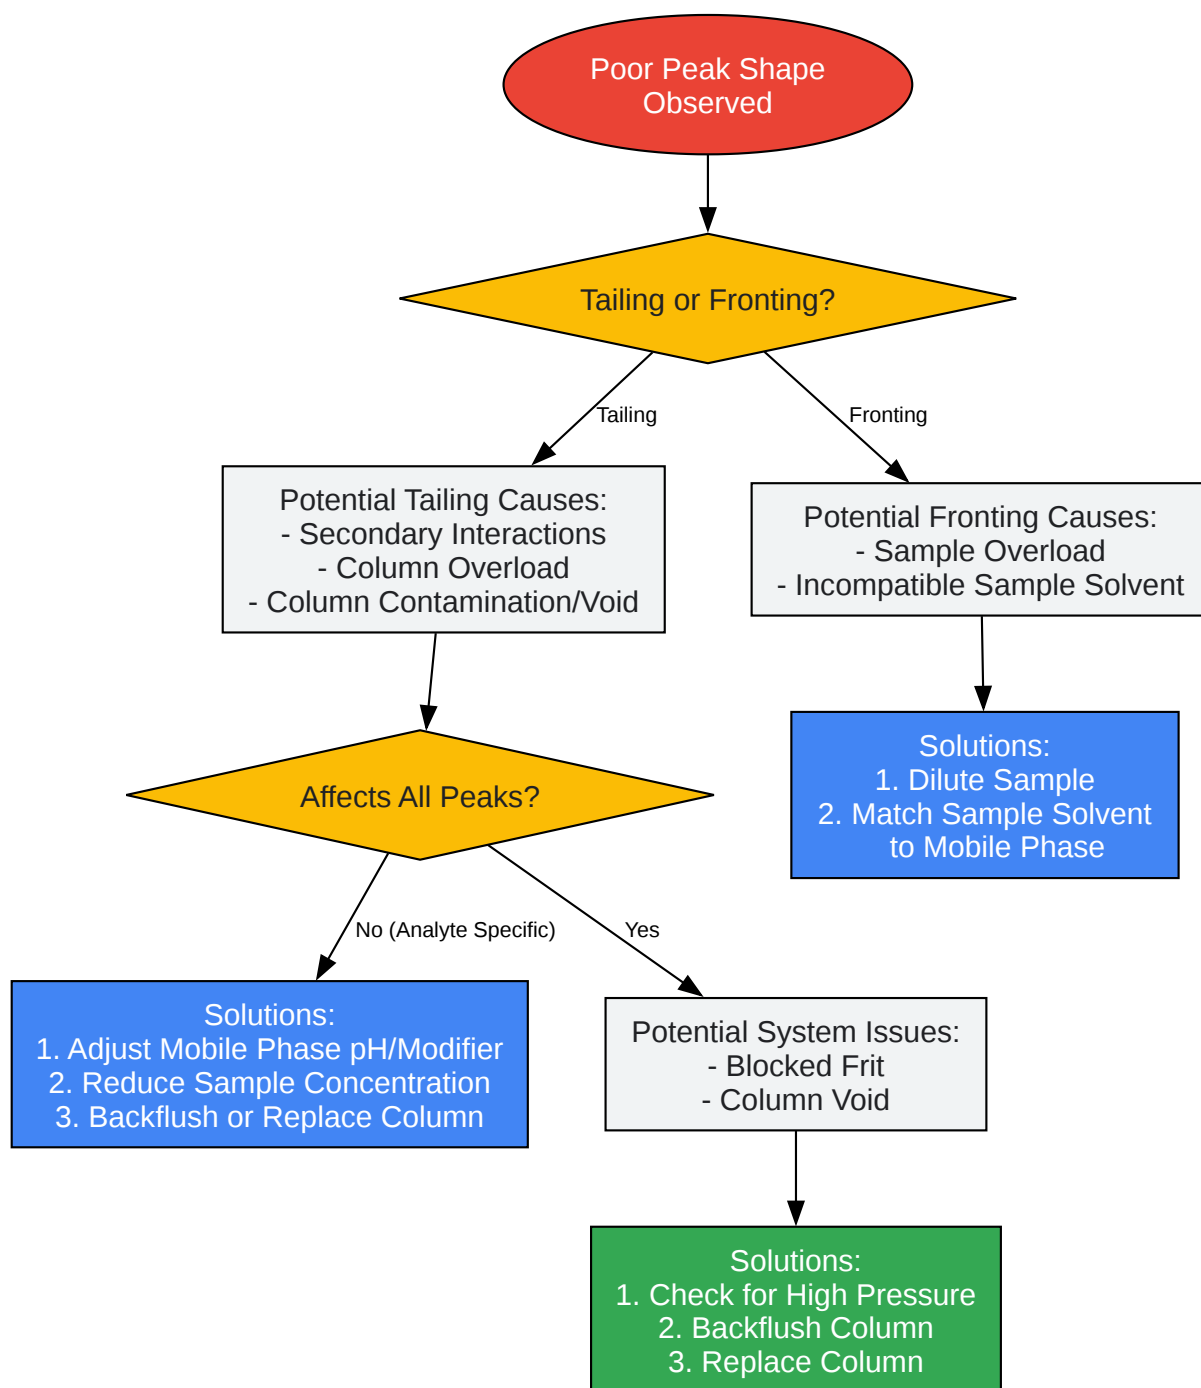 Poor Peak Shape
Observed
Tailing or Fronting?
Tailing
Fronting
Potential Tailing Causes:
- Secondary Interactions
- Column Overload
- Column Contamination/Void
Potential Fronting Causes:
- Sample Overload
- Incompatible Sample Solvent
Affects All Peaks?
Solutions:
1. Dilute Sample
2. Match Sample Solvent
to Mobile Phase
No (Analyte Specific)
Yes
Solutions:
1. Adjust Mobile Phase pH/Modifier
2. Reduce Sample Concentration
3. Backflush or Replace Column
Potential System Issues:
- Blocked Frit
- Column Void
Solutions:
1. Check for High Pressure
2. Backflush Column
3. Replace Column